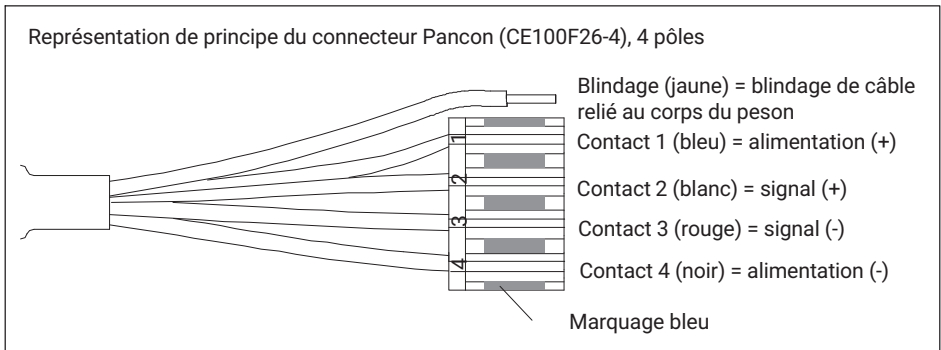 Représentation de principe du connecteur Pancon (CE100F26-4), 4 pôles
Blindage (jaune) = blindage de câble
relié au corps du peson
1
Contact 1 (bleu) = alimentation (+)
2
Contact 2 (blanc) = signal (+)
3
Contact 3 (rouge) = signal (-)
4
Contact 4 (noir) = alimentation (-)
Marquage bleu